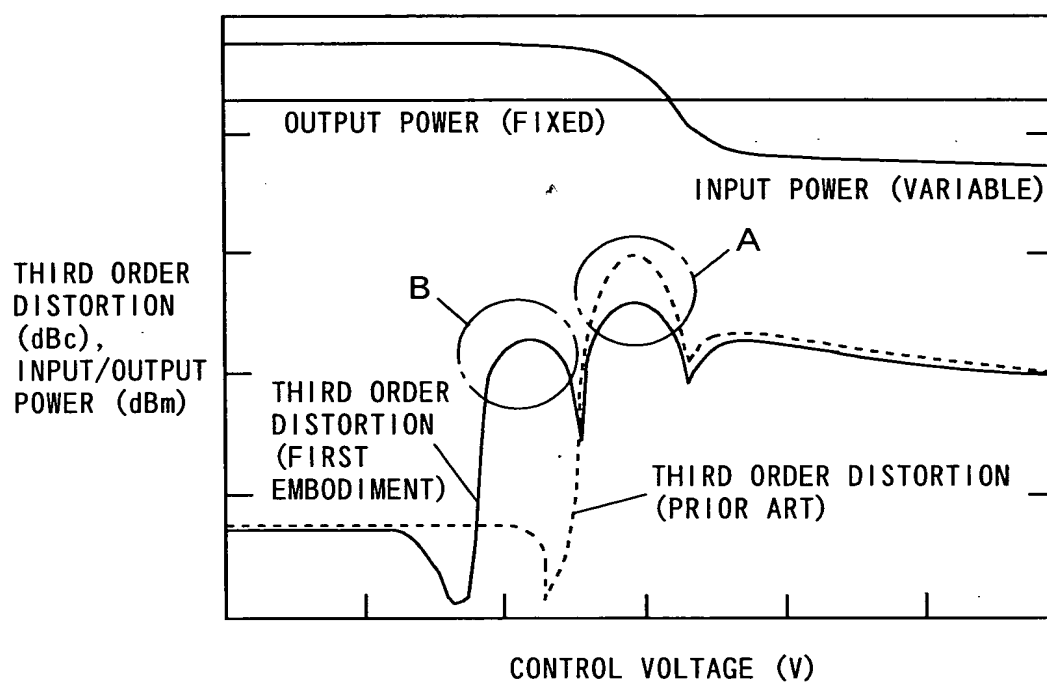 OUTPUT POWER (FIXED)
INPUT POWER (VARIABLE)
A
B
THIRD ORDER
DISTORTION
(dBc),
INPUT/OUTPUT
POWER (dBm)
THIRD ORDER
DISTORTION
(FIRST
EMBODIMENT)
THIRD ORDER DISTORTION
(PRIOR ART)
CONTROL VOLTAGE (V)